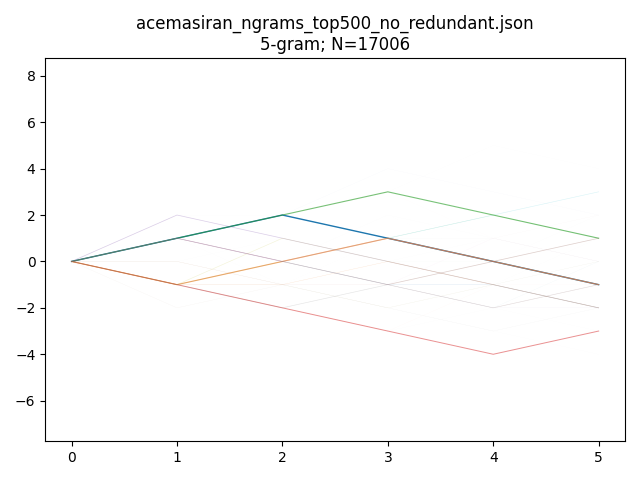 acemasiran_ngrams_top500_no_redundant.json
5-gram; N=17006
8
6
4
2
0
−2
−4
−6
0 1 2 3 4 5